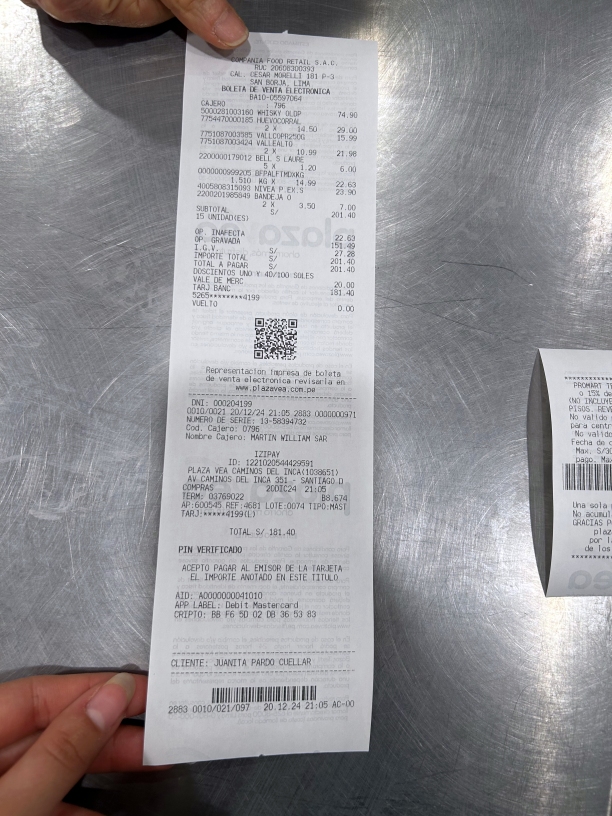 COMPANIA FOOD RETAIL S.A.C.
RUC 20608300393
CAL. CESAR MORELLI 181 P-3
SAN BORJA, LIMA
BOLETA DE VENTA ELECTRONICA
BA10-05597064
CAJERO : 796
5000281003160 WHISKY OLDP 74.90
7754470000185 HUEVOCORRAL
2 X 14.50 29.00
7751087003585 VALLCOPR250G 15.99
7751087003424 VALLEALTO
2 X 10.99 21.98
2200000179012 BELL S LAURE
5 X 1.20 6.00
0000000999205 BFPALFTMDXKG
1.510 KG X 14.99 22.63
4005808315093 NIVEA P.EX.S 23.90
2200201985849 BANDEJA O
2 X 3.50 7.00
SUBTOTAL S/ 201.40
15 UNIDAD(ES)
OP. INAFECTA 22.63
OP. GRAVADA 151.49
I.G.V. S/ 27.28
IMPORTE TOTAL S/ 201.40
TOTAL A PAGAR S/ 201.40
DOSCIENTOS UNO Y 40/100 SOLES
VALE DE MERC 20.00
TARJ BANC 181.40
5265********4199
VUELTO 0.00
Representacion impresa de boleta
de venta electronica revisarla en
www.plazavea.com.pe
DNI: 000204199
0010/0021 20/12/24 21:05 2883 0000000971
NUMERO DE SERIE: 13-58394732
Cod. Cajero: 0796
Nombre Cajero: MARTIN WILLIAM SAR
IZIPAY
ID: 1221020544429591
PLAZA VEA CAMINOS DEL INCA(1038651)
AV CAMINOS DEL INCA 351 - SANTIAGO D
COMPRAS 20DIC24 21:05
TERM: 03769022 B8.674
AP:600545 REF:4681 LOTE:0074 TIPO:MAST
TARJ:*****4199(L)
TOTAL S/ 181.40
PIN VERIFICADO
ACEPTO PAGAR AL EMISOR DE LA TARJETA
EL IMPORTE ANOTADO EN ESTE TITULO
AID: A0000000041010
APP LABEL: Debit Mastercard
CRIPTO: BB F6 5D 02 DB 36 53 83
CLIENTE: JUANITA PARDO CUELLAR
2883 0010/021/097 20.12.24 21:05 AC-00
PROMART
o 15% de
(NO INCLUYE
PISOS, REVE
No valido
para cent
No valido
Fecha de
Max. S/30
pago. Max
Una sola
No acumul
GRACIAS P
plaz
por l
de los